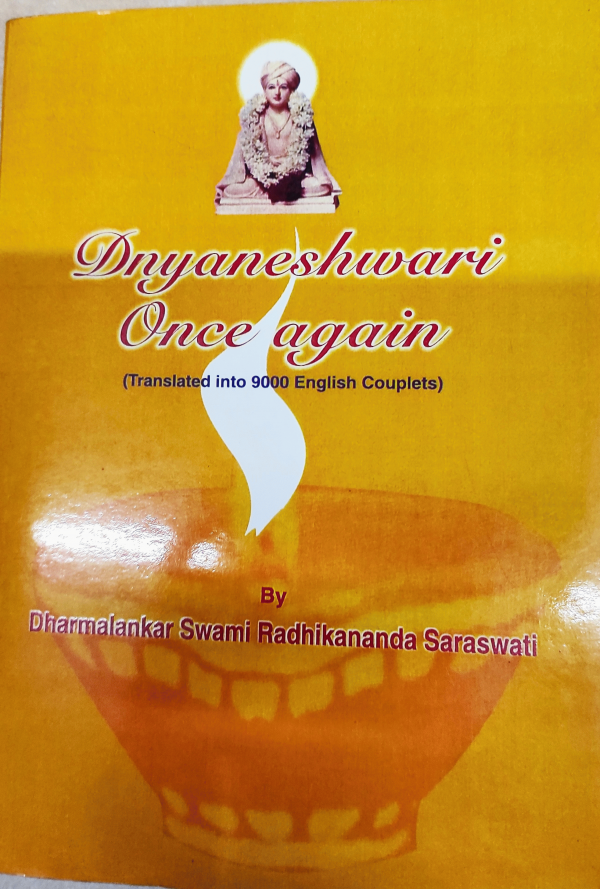 Dnyaneshwari
Once again
(Translated into 9000 English Couplets)
By
Dharmalankar Swami Radhikananda Saraswati